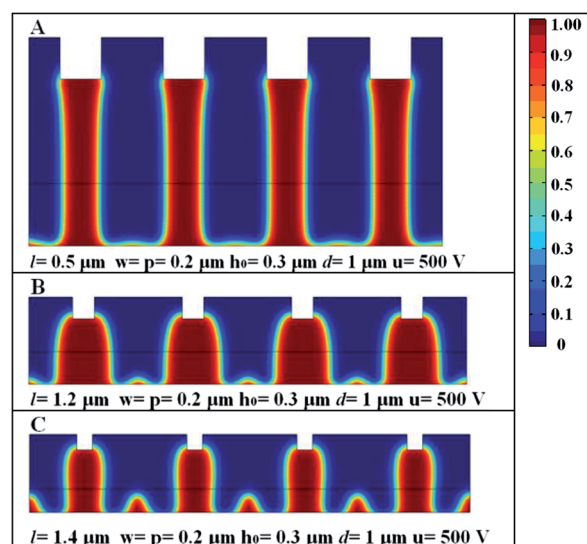 A
l= 0.5 μm w= p= 0.2 μm h₀= 0.3 μm d= 1 μm u= 500 V
B
l= 1.2 μm w= p= 0.2 μm h₀= 0.3 μm d= 1 μm u= 500 V
C
l= 1.4 μm w= p= 0.2 μm h₀= 0.3 μm d= 1 μm u= 500 V
1.00
0.9
0.8
0.7
0.6
0.5
0.4
0.3
0.2
0.1
0